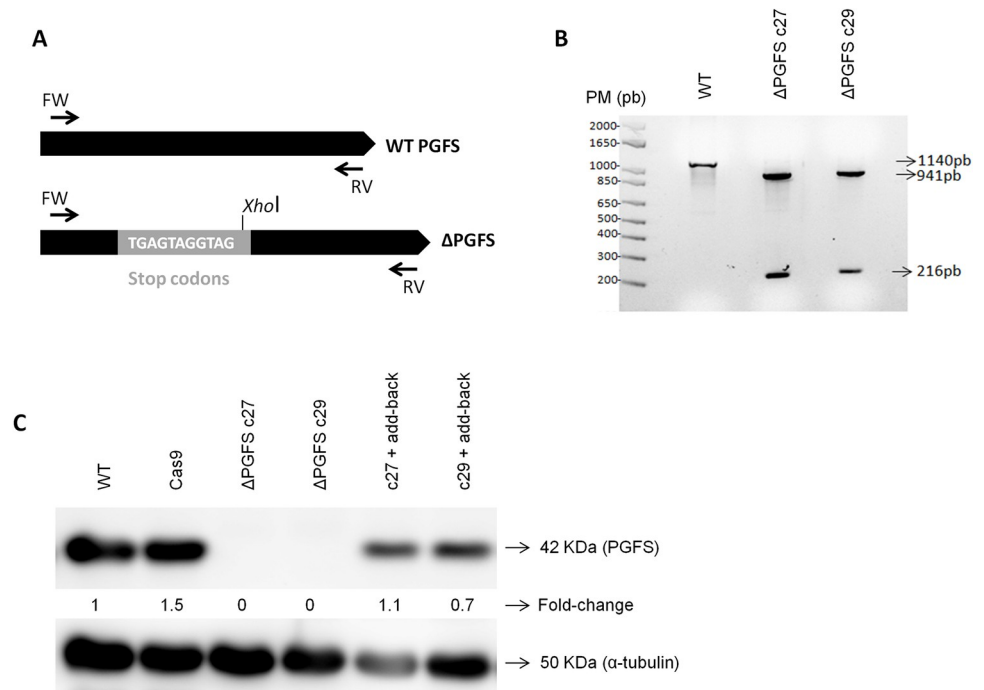 A
FW
WT PGFS
RV
FW
XhoI
TGAGTAGGTAG
ΔPGFS
Stop codons
RV
B
PM (pb)
WT
ΔPGFS c27
ΔPGFS c29
2000
1650
1000
850
650
500
400
300
200
1140pb
941pb
216pb
C
WT
Cas9
ΔPGFS c27
ΔPGFS c29
c27 + add-back
c29 + add-back
42 KDa (PGFS)
1 1.5 0 0 1.1 0.7 Fold-change
50 KDa (α-tubulin)